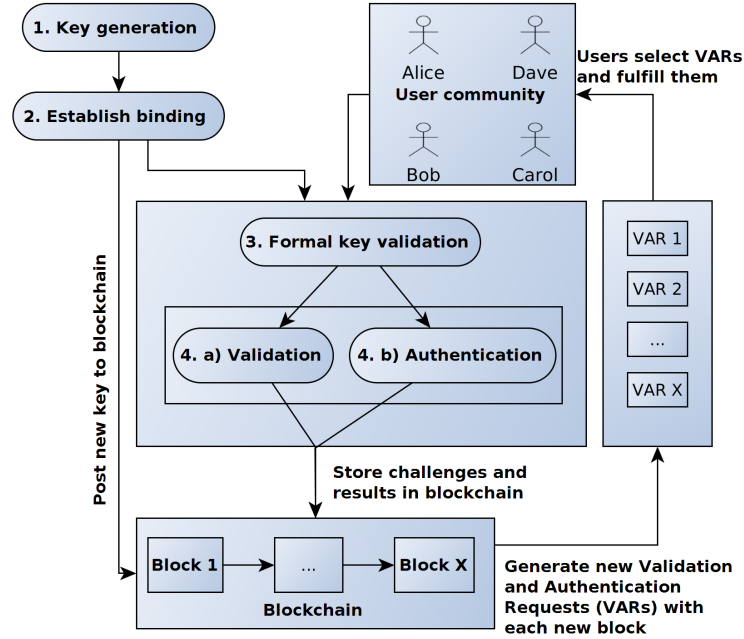 1. Key generation
2. Establish binding
Alice
Dave
User community
Bob
Carol
Users select VARs
and fulfill them
3. Formal key validation
4. a) Validation
4. b) Authentication
VAR 1
VAR 2
...
VAR X
Post new key to blockchain
Store challenges and
results in blockchain
Block 1
...
Block X
Blockchain
Generate new Validation
and Authentication
Requests (VARs) with
each new block